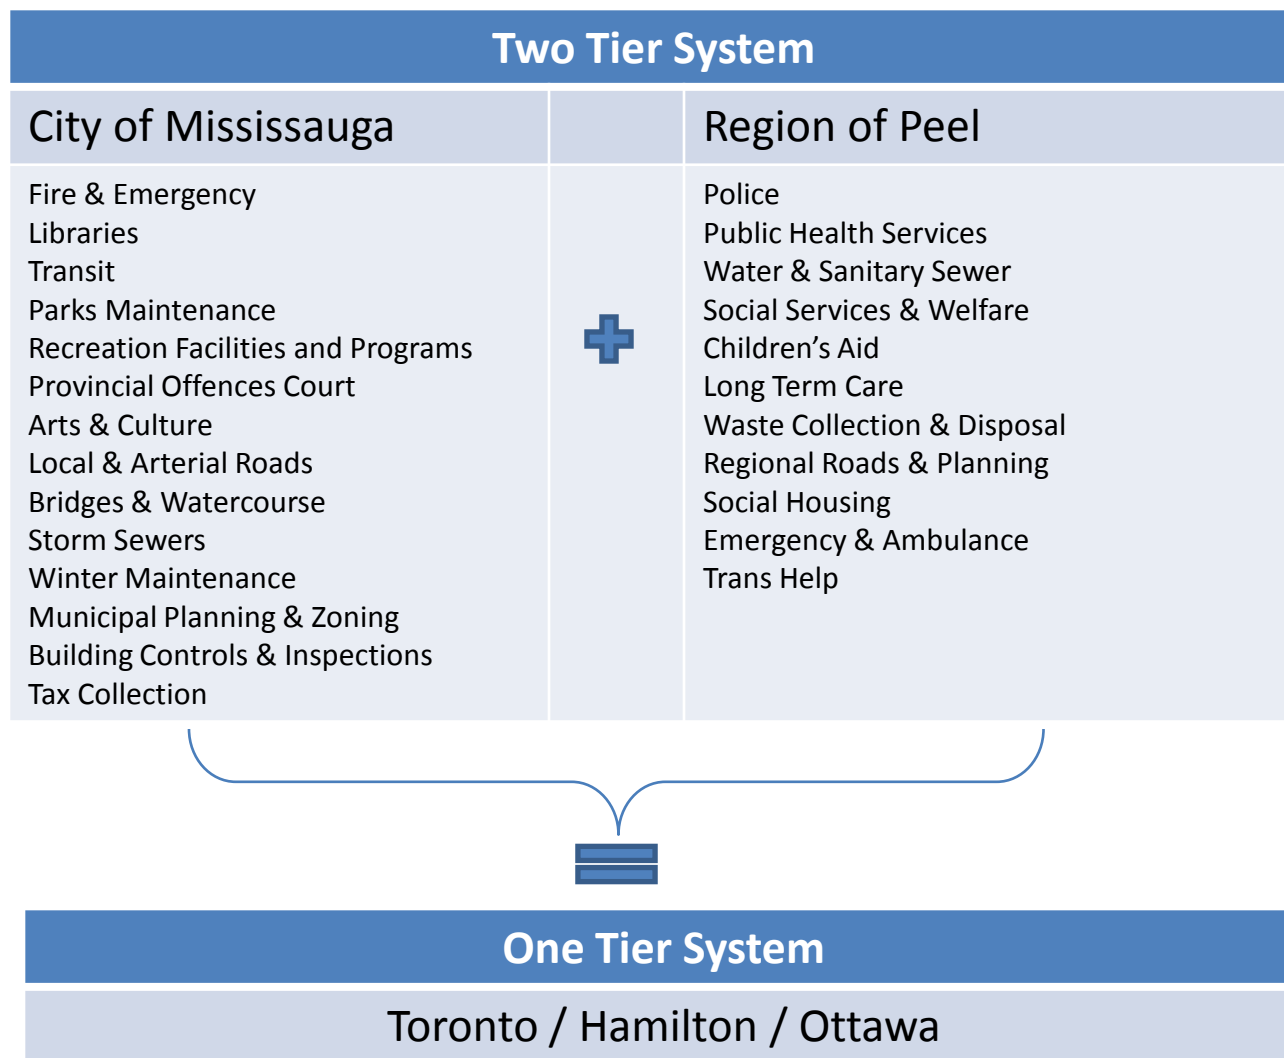 Two Tier System
City of Mississauga
Region of Peel
Fire & Emergency
Libraries
Transit
Parks Maintenance
Recreation Facilities and Programs
Provincial Offences Court
Arts & Culture
Local & Arterial Roads
Bridges & Watercourse
Storm Sewers
Winter Maintenance
Municipal Planning & Zoning
Building Controls & Inspections
Tax Collection
Police
Public Health Services
Water & Sanitary Sewer
Social Services & Welfare
Children’s Aid
Long Term Care
Waste Collection & Disposal
Regional Roads & Planning
Social Housing
Emergency & Ambulance
Trans Help
One Tier System
Toronto / Hamilton / Ottawa